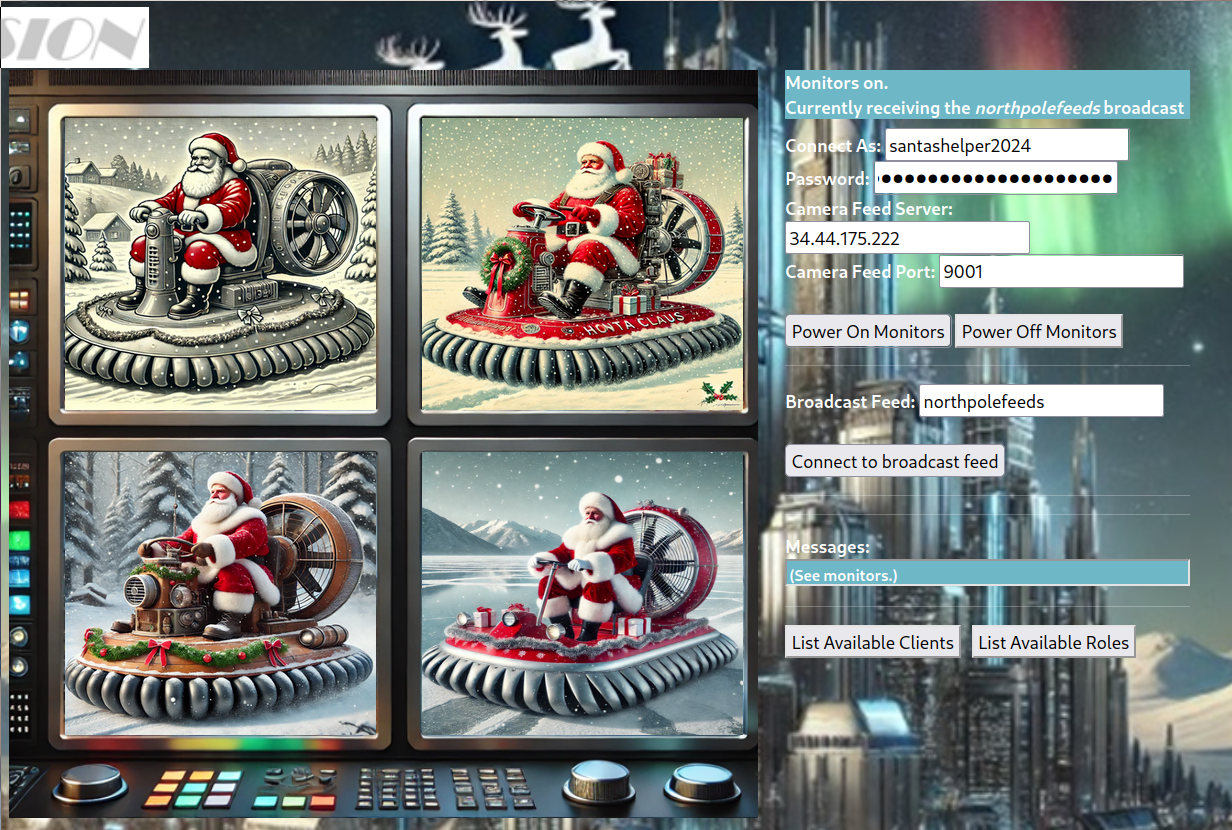 SION
HONTA CLAUS
Monitors on.
Currently receiving the northpolefeeds broadcast
Connect As: santashelper2024
Password: ••••••••••••••••••••
Camera Feed Server:
34.44.175.222
Camera Feed Port: 9001
Power On Monitors Power Off Monitors
Broadcast Feed: northpolefeeds
Connect to broadcast feed
Messages:
(See monitors.)
List Available Clients List Available Roles